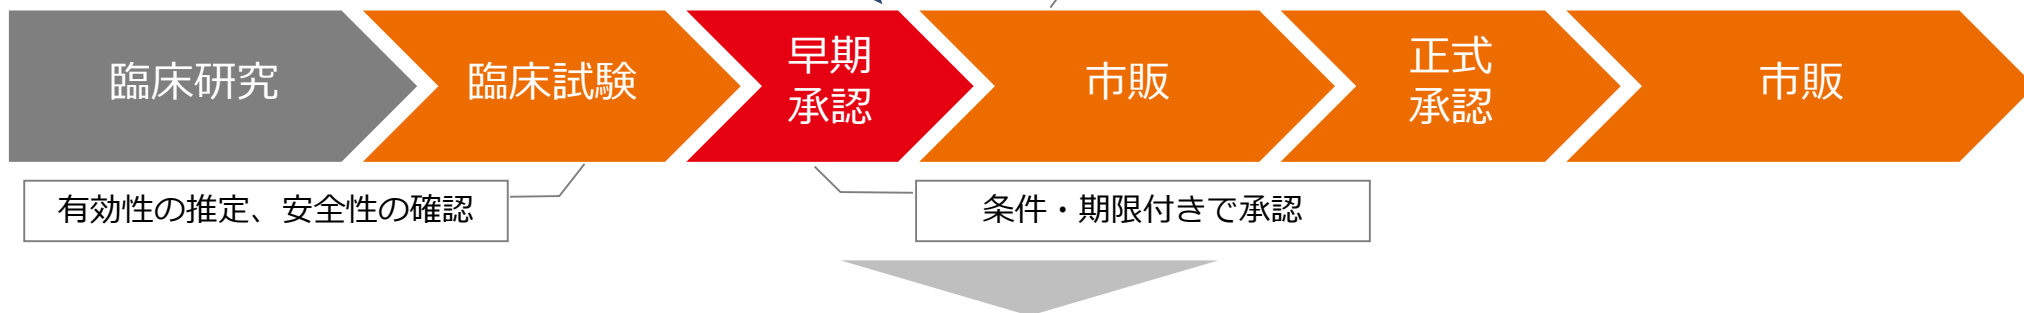 臨床研究
臨床試験
早期
承認
市販
正式
承認
市販
有効性の推定、安全性の確認
条件・期限付きで承認